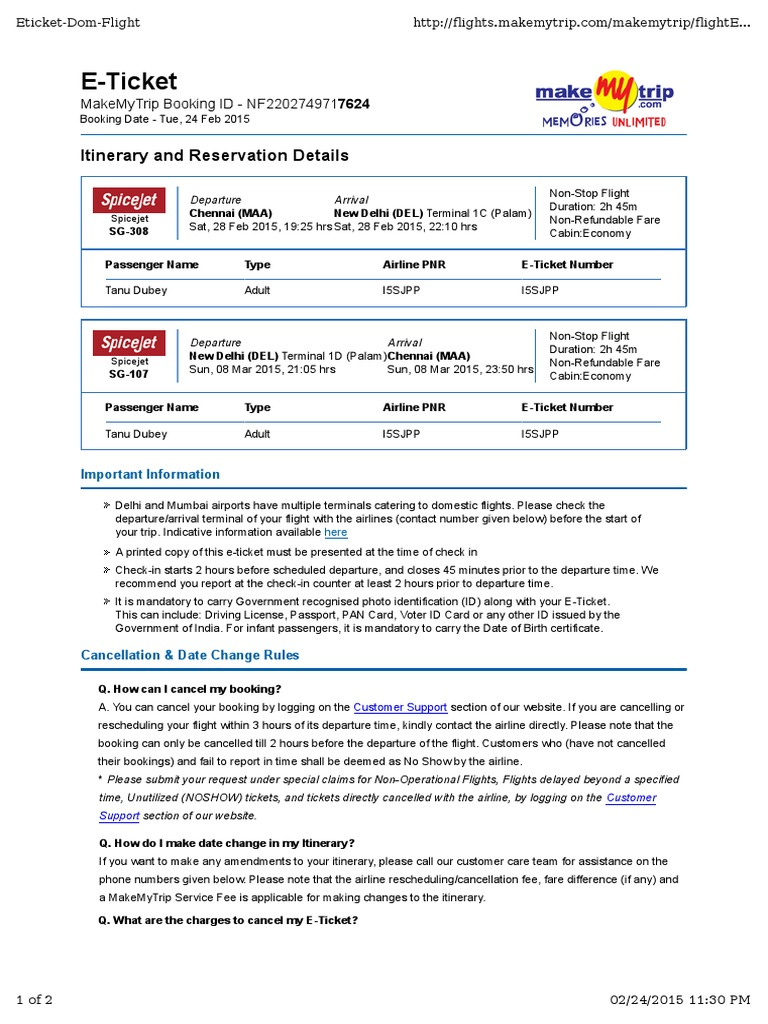 Eticket-Dom-Flight http://flights.makemytrip.com/makemytrip/flightE...
E-Ticket
MakeMyTrip Booking ID - NF2202749717624
Booking Date - Tue, 24 Feb 2015
make my trip .com
MEMORIES UNLIMITED
Itinerary and Reservation Details
Spicejet
Spicejet
SG-308
Departure Arrival
Chennai (MAA) New Delhi (DEL) Terminal 1C (Palam)
Sat, 28 Feb 2015, 19:25 hrs Sat, 28 Feb 2015, 22:10 hrs
Non-Stop Flight
Duration: 2h 45m
Non-Refundable Fare
Cabin:Economy
Passenger Name Type Airline PNR E-Ticket Number
Tanu Dubey Adult I5SJPP I5SJPP
Spicejet
Spicejet
SG-107
Departure Arrival
New Delhi (DEL) Terminal 1D (Palam) Chennai (MAA)
Sun, 08 Mar 2015, 21:05 hrs Sun, 08 Mar 2015, 23:50 hrs
Non-Stop Flight
Duration: 2h 45m
Non-Refundable Fare
Cabin:Economy
Passenger Name Type Airline PNR E-Ticket Number
Tanu Dubey Adult I5SJPP I5SJPP
Important Information
Delhi and Mumbai airports have multiple terminals catering to domestic flights. Please check the
departure/arrival terminal of your flight with the airlines (contact number given below) before the start of
your trip. Indicative information available here
A printed copy of this e-ticket must be presented at the time of check in
Check-in starts 2 hours before scheduled departure, and closes 45 minutes prior to the departure time. We
recommend you report at the check-in counter at least 2 hours prior to departure time.
It is mandatory to carry Government recognised photo identification (ID) along with your E-Ticket.
This can include: Driving License, Passport, PAN Card, Voter ID Card or any other ID issued by the
Government of India. For infant passengers, it is mandatory to carry the Date of Birth certificate.
Cancellation & Date Change Rules
Q. How can I cancel my booking?
A. You can cancel your booking by logging on the Customer Support section of our website. If you are cancelling or
rescheduling your flight within 3 hours of its departure time, kindly contact the airline directly. Please note that the
booking can only be cancelled till 2 hours before the departure of the flight. Customers who (have not cancelled
their bookings) and fail to report in time shall be deemed as No Show by the airline.
* Please submit your request under special claims for Non-Operational Flights, Flights delayed beyond a specified
time, Unutilized (NOSHOW) tickets, and tickets directly cancelled with the airline, by logging on the Customer
Support section of our website.
Q. How do I make date change in my Itinerary?
If you want to make any amendments to your itinerary, please call our customer care team for assistance on the
phone numbers given below. Please note that the airline rescheduling/cancellation fee, fare difference (if any) and
a MakeMyTrip Service Fee is applicable for making changes to the itinerary.
Q. What are the charges to cancel my E-Ticket?
1 of 2 02/24/2015 11:30 PM